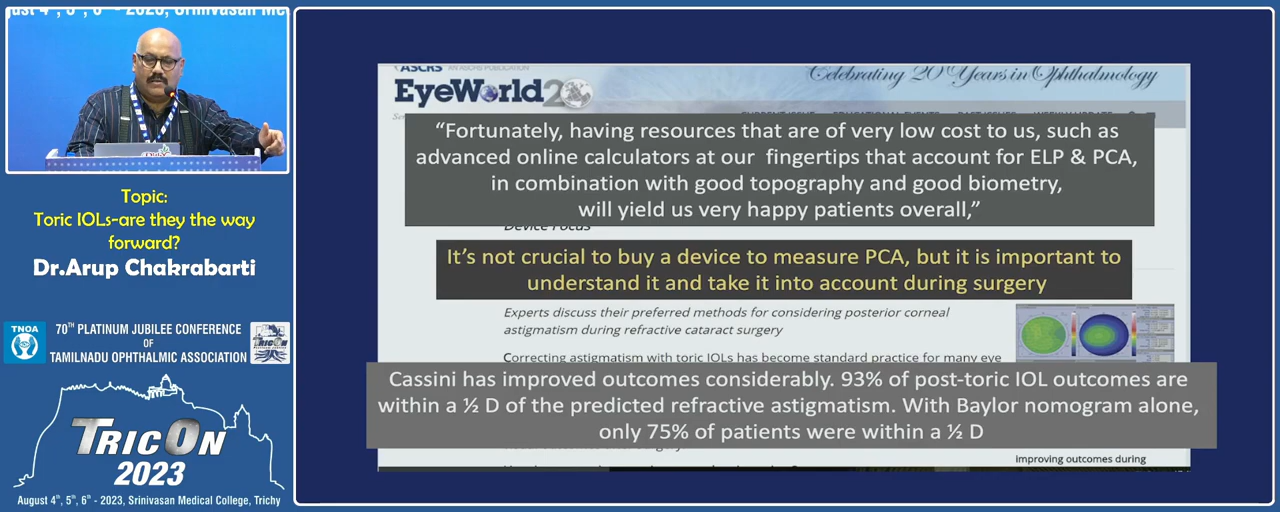 ust 4th, 5th, 6th - 2023, Srinivasan Me
Topic:
Toric IOLs-are they the way
forward?
Dr.Arup Chakrabarti
TNOA
70TH PLATINUM JUBILEE CONFERENCE
OF
TAMILNADU OPHTHALMIC ASSOCIATION
TRICON
TRICON
2023
August 4th, 5th, 6th - 2023, Srinivasan Medical College, Trichy
ASCRS
EyeWorld20
Celebrating 20 Years in Ophthalmology
“Fortunately, having resources that are of very low cost to us, such as
advanced online calculators at our fingertips that account for ELP & PCA,
in combination with good topography and good biometry,
will yield us very happy patients overall,”
Device Focus
It’s not crucial to buy a device to measure PCA, but it is important to
understand it and take it into account during surgery
Experts discuss their preferred methods for considering posterior corneal
astigmatism during refractive cataract surgery
Correcting astigmatism with toric IOLs has become standard practice for many eye
Cassini has improved outcomes considerably. 93% of post-toric IOL outcomes are
within a ½ D of the predicted refractive astigmatism. With Baylor nomogram alone,
only 75% of patients were within a ½ D
improving outcomes during